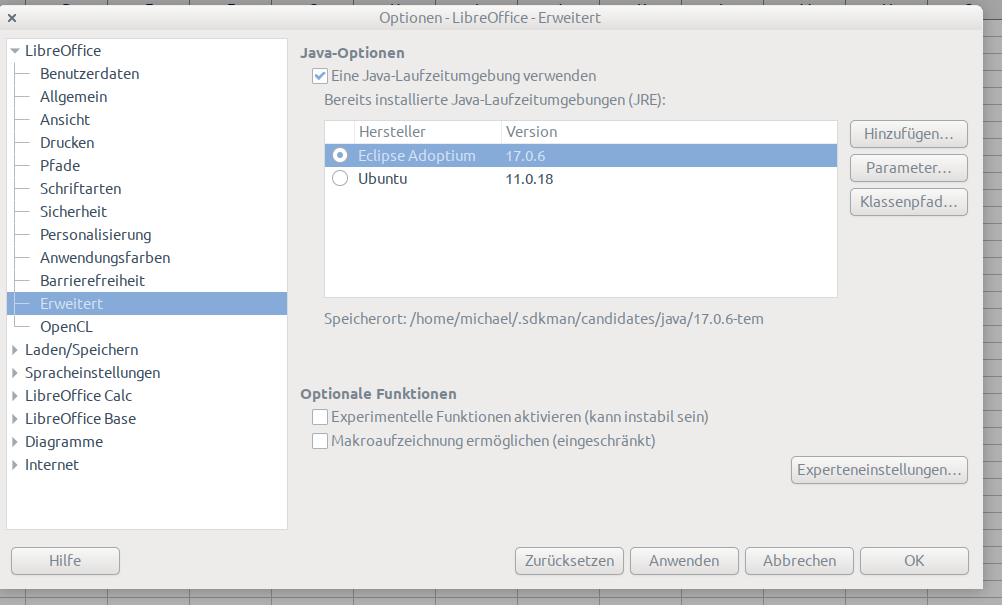 Optionen - LibreOffice - Erweitert
LibreOffice
Benutzerdaten
Allgemein
Ansicht
Drucken
Pfade
Schriftarten
Sicherheit
Personalisierung
Anwendungsfarben
Barrierefreiheit
Erweitert
OpenCL
Laden/Speichern
Spracheinstellungen
LibreOffice Calc
LibreOffice Base
Diagramme
Internet
Java-Optionen
Eine Java-Laufzeitumgebung verwenden
Bereits installierte Java-Laufzeitumgebungen (JRE):
Hersteller Version
Eclipse Adoptium 17.0.6
Ubuntu 11.0.18
Hinzufügen...
Parameter...
Klassenpfad...
Speicherort: /home/michael/.sdkman/candidates/java/17.0.6-tem
Optionale Funktionen
Experimentelle Funktionen aktivieren (kann instabil sein)
Makroaufzeichnung ermöglichen (eingeschränkt)
Experteneinstellungen...
Hilfe Zurücksetzen Anwenden Abbrechen OK